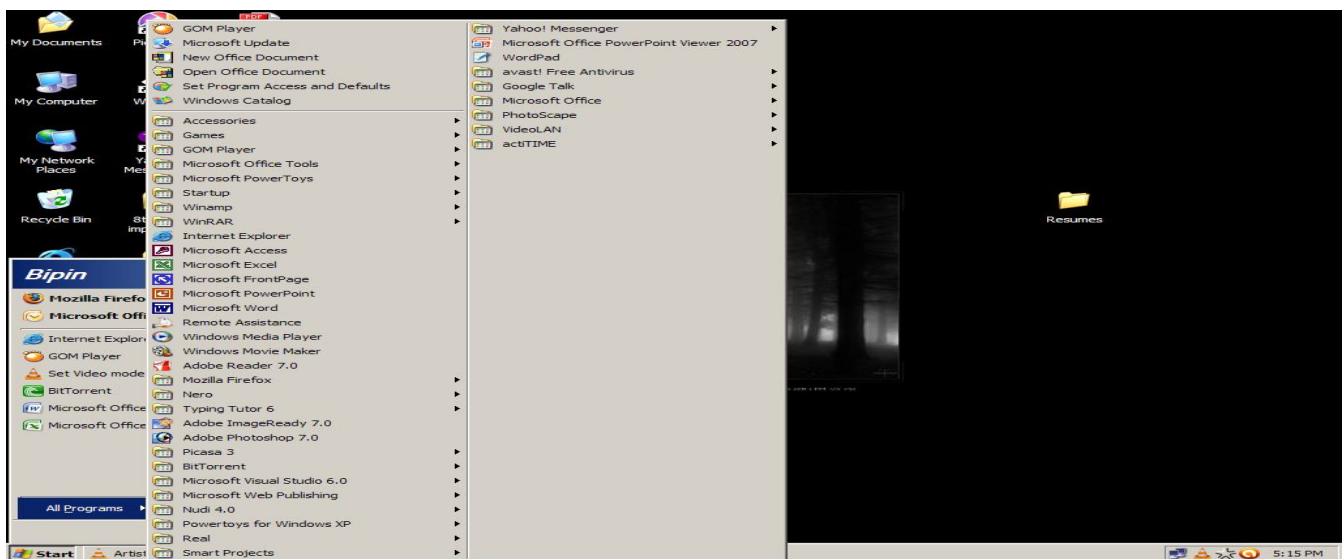 My Documents
My Computer
My Network
Places
Recycle Bin
Bipin
Mozilla Firefo
Microsoft Offi
Internet Explor
GOM Player
Set Video mode
BitTorrent
Microsoft Office
Microsoft Office
All Programs
Start
Artist
GOM Player
Microsoft Update
New Office Document
Open Office Document
Set Program Access and Defaults
Windows Catalog
Accessories
Games
GOM Player
Microsoft Office Tools
Microsoft PowerToys
Startup
Winamp
WinRAR
Internet Explorer
Microsoft Access
Microsoft Excel
Microsoft FrontPage
Microsoft PowerPoint
Microsoft Word
Remote Assistance
Windows Media Player
Windows Movie Maker
Adobe Reader 7.0
Mozilla Firefox
Nero
Typing Tutor 6
Adobe ImageReady 7.0
Adobe Photoshop 7.0
Picasa 3
BitTorrent
Microsoft Visual Studio 6.0
Microsoft Web Publishing
Nudi 4.0
Powertoys for Windows XP
Real
Smart Projects
Yahoo! Messenger
Microsoft Office PowerPoint Viewer 2007
WordPad
avast! Free Antivirus
Google Talk
Microsoft Office
PhotoScape
VideoLAN
actiTIME
Resumes
5:15 PM